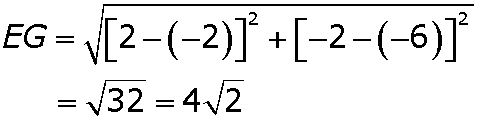 EG = √([2−(−2)]² + [−2−(−6)]²)
= √32 = 4√2